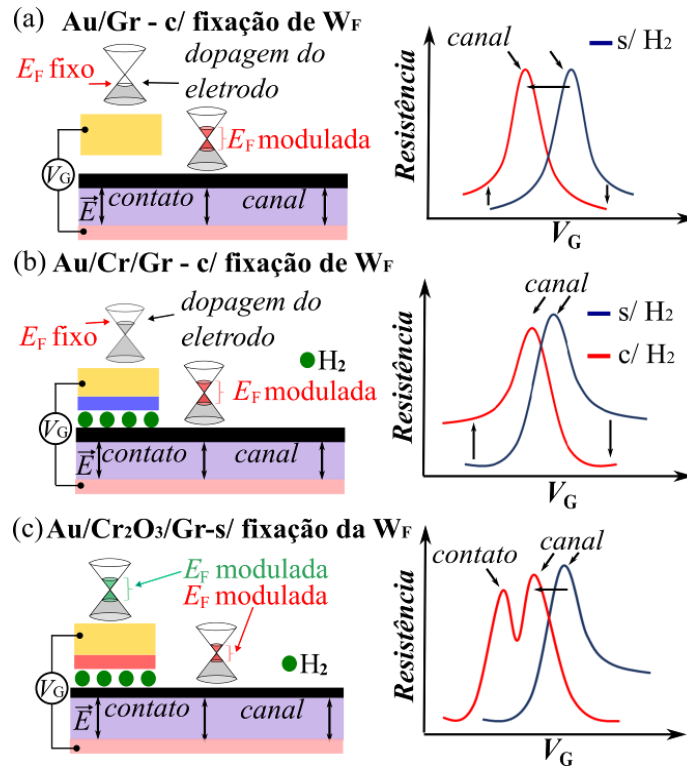 (a) Au/Gr - c/ fixação de WF
dopagem do
eletrodo
EF fixo
EF modulada
VG
E contato canal
canal
s/ H2
Resistência
VG
(b) Au/Cr/Gr - c/ fixação de WF
dopagem do
eletrodo
EF fixo
H2
EF modulada
VG
E contato canal
canal
s/ H2
c/ H2
Resistência
VG
(c) Au/Cr2O3/Gr-s/ fixação da WF
EF modulada
EF modulada
H2
VG
E contato canal
contato canal
Resistência
VG